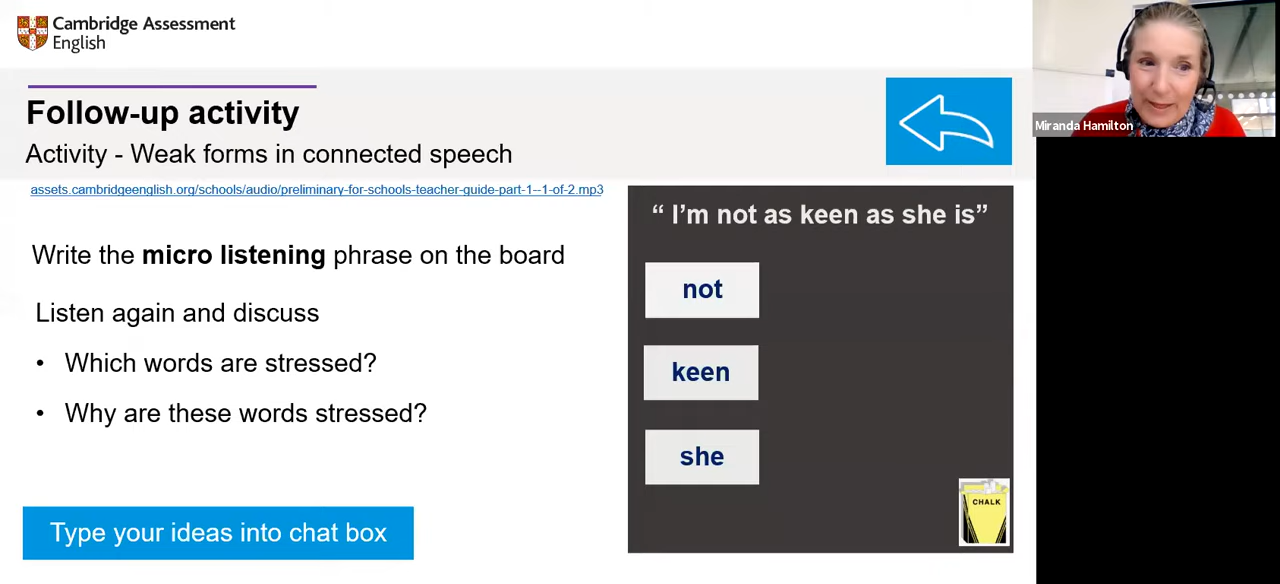 Cambridge Assessment
English
Follow-up activity
Activity - Weak forms in connected speech
assets.cambridgeenglish.org/schools/audio/preliminary-for-schools-teacher-guide-part-1--1-of-2.mp3
Write the micro listening phrase on the board
Listen again and discuss
• Which words are stressed?
• Why are these words stressed?
Type your ideas into chat box
“ I’m not as keen as she is”
not
keen
she
CHALK
Miranda Hamilton